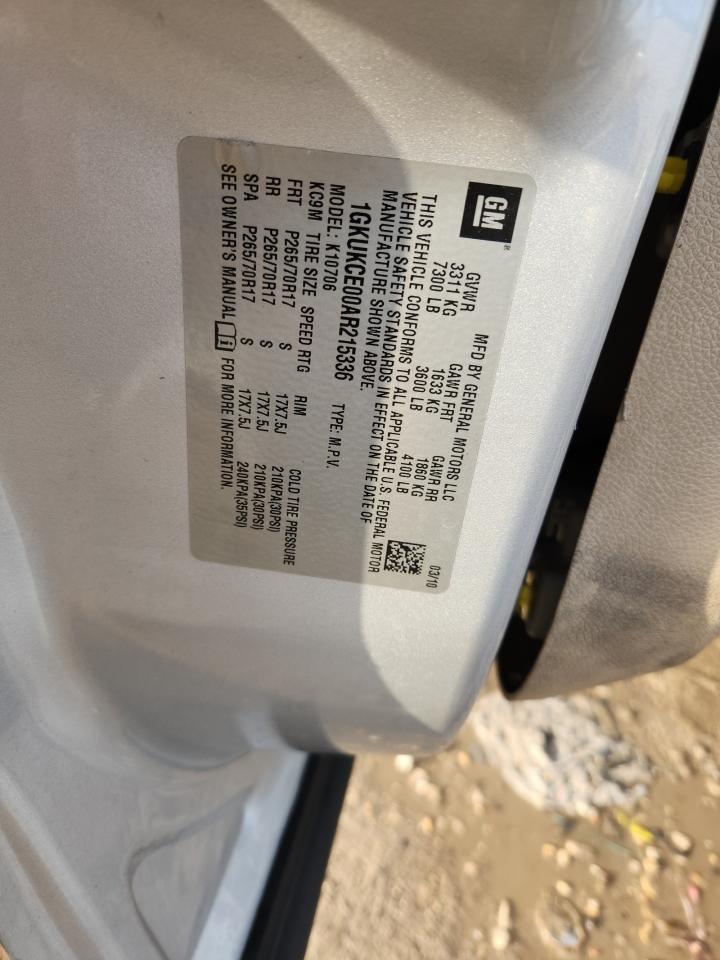 GM®
MFD BY GENERAL MOTORS LLC 03/10
GVWR GAWR FRT GAWR RR
3311 KG 1633 KG 1860 KG
7300 LB 3600 LB 4100 LB
THIS VEHICLE CONFORMS TO ALL APPLICABLE U.S. FEDERAL MOTOR
VEHICLE SAFETY STANDARDS IN EFFECT ON THE DATE OF
MANUFACTURE SHOWN ABOVE.
1GKUKCE00AR215336 TYPE: M.P.V.
MODEL: K10706
KC9M TIRE SIZE SPEED RTG RIM COLD TIRE PRESSURE
FRT P265/70R17 S 17X7.5J 210KPA(30PSI)
RR P265/70R17 S 17X7.5J 210KPA(30PSI)
SPA P265/70R17 S 17X7.5J 240KPA(35PSI)
SEE OWNER'S MANUAL FOR MORE INFORMATION.